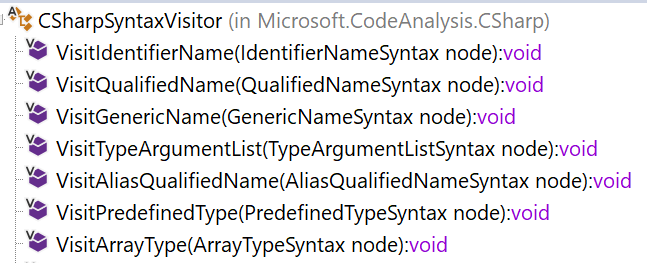 CSharpSyntaxVisitor (in Microsoft.CodeAnalysis.CSharp)
VisitIdentifierName(IdentifierNameSyntax node):void
VisitQualifiedName(QualifiedNameSyntax node):void
VisitGenericName(GenericNameSyntax node):void
VisitTypeArgumentList(TypeArgumentListSyntax node):void
VisitAliasQualifiedName(AliasQualifiedNameSyntax node):void
VisitPredefinedType(PredefinedTypeSyntax node):void
VisitArrayType(ArrayTypeSyntax node):void